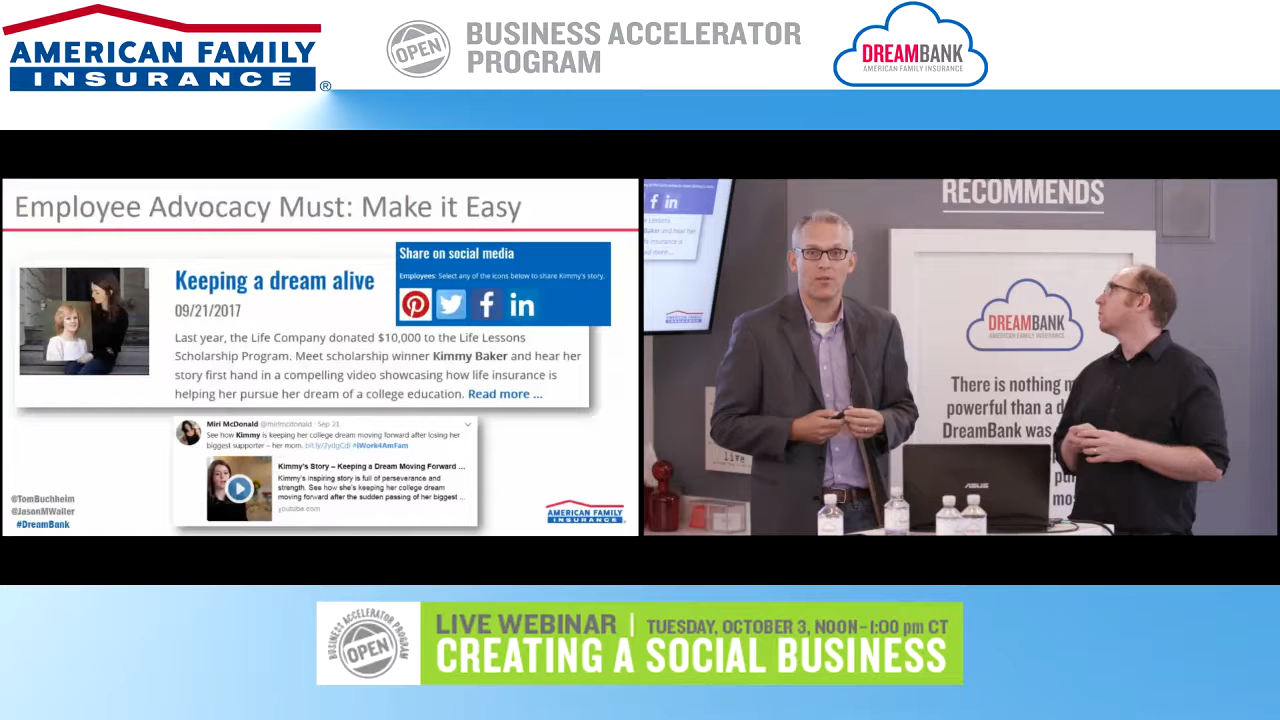 AMERICAN FAMILY
INSURANCE ®
OPEN
BUSINESS ACCELERATOR
PROGRAM
DREAMBANK
AMERICAN FAMILY INSURANCE
Employee Advocacy Must: Make it Easy
Share on social media
Employees: Select any of the icons below to share Kimmy's story.
Keeping a dream alive
09/21/2017
Last year, the Life Company donated $10,000 to the Life Lessons
Scholarship Program. Meet scholarship winner Kimmy Baker and hear her
story first hand in a compelling video showcasing how life insurance is
helping her pursue her dream of a college education. Read more ...
Miri McDonald @mirimcdonald · Sep 21
See how Kimmy is keeping her college dream moving forward after losing her
biggest supporter – her mom. #IWork4AmFam
Kimmy's Story – Keeping a Dream Moving Forward ...
Kimmy's inspiring story is full of perseverance and
strength. See how she's keeping her college dream
moving forward after the sudden passing of her biggest ...
youtube.com
@TomBuchheim
@JasonMWailer
#DreamBank
AMERICAN FAMILY
INSURANCE
RECOMMENDS
DREAMBANK
AMERICAN FAMILY INSURANCE
There is nothing
powerful than a
DreamBank was
mos
live
ASUS
BUSINESS ACCELERATOR PROGRAM
OPEN
LIVE WEBINAR | TUESDAY, OCTOBER 3, NOON–1:00 pm CT
CREATING A SOCIAL BUSINESS